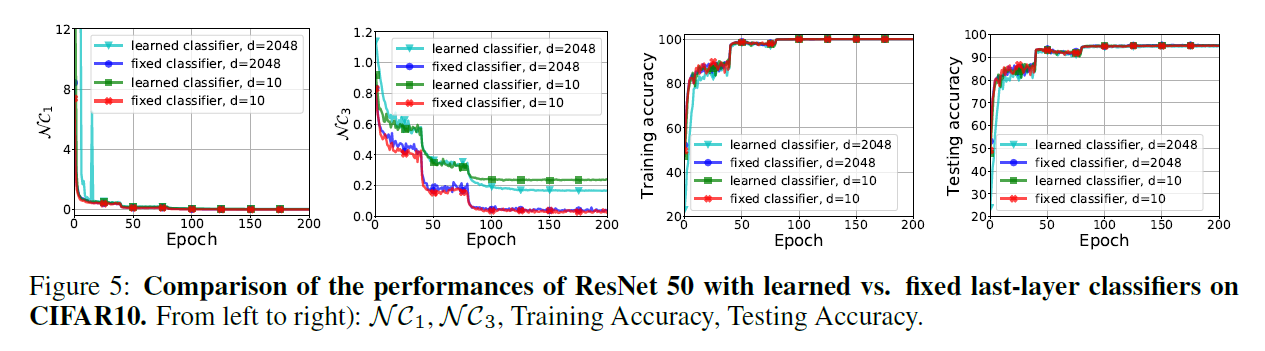 12
8
4
0
0 50 100 150 200
Epoch
𝒩𝒞₁
learned classifier, d=2048
fixed classifier, d=2048
learned classifier, d=10
fixed classifier, d=10
1.2
1.0
0.8
0.6
0.4
0.2
0.0
0 50 100 150 200
Epoch
𝒩𝒞₃
learned classifier, d=2048
fixed classifier, d=2048
learned classifier, d=10
fixed classifier, d=10
100
80
60
40
20
0 50 100 150 200
Epoch
Training accuracy
learned classifier, d=2048
fixed classifier, d=2048
learned classifier, d=10
fixed classifier, d=10
100
90
80
70
60
50
40
30
20
0 50 100 150 200
Epoch
Testing accuracy
learned classifier, d=2048
fixed classifier, d=2048
learned classifier, d=10
fixed classifier, d=10
Figure 5: Comparison of the performances of ResNet 50 with learned vs. fixed last-layer classifiers on
CIFAR10. From left to right): 𝒩𝒞₁, 𝒩𝒞₃, Training Accuracy, Testing Accuracy.